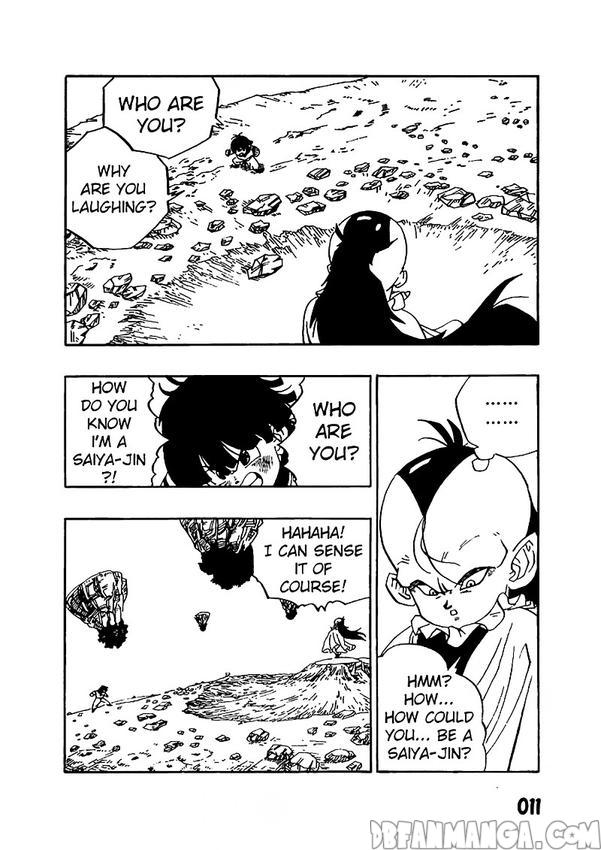 WHO ARE
YOU?
WHY
ARE YOU
LAUGHING?
......
......
HMM?
HOW...
HOW COULD
YOU... BE A
SAIYA-JIN?
WHO
ARE
YOU?
HOW
DO YOU
KNOW
I'M A
SAIYA-JIN
?!
HAHAHA!
I CAN SENSE
IT OF
COURSE!
011
DBFANMANGA.COM